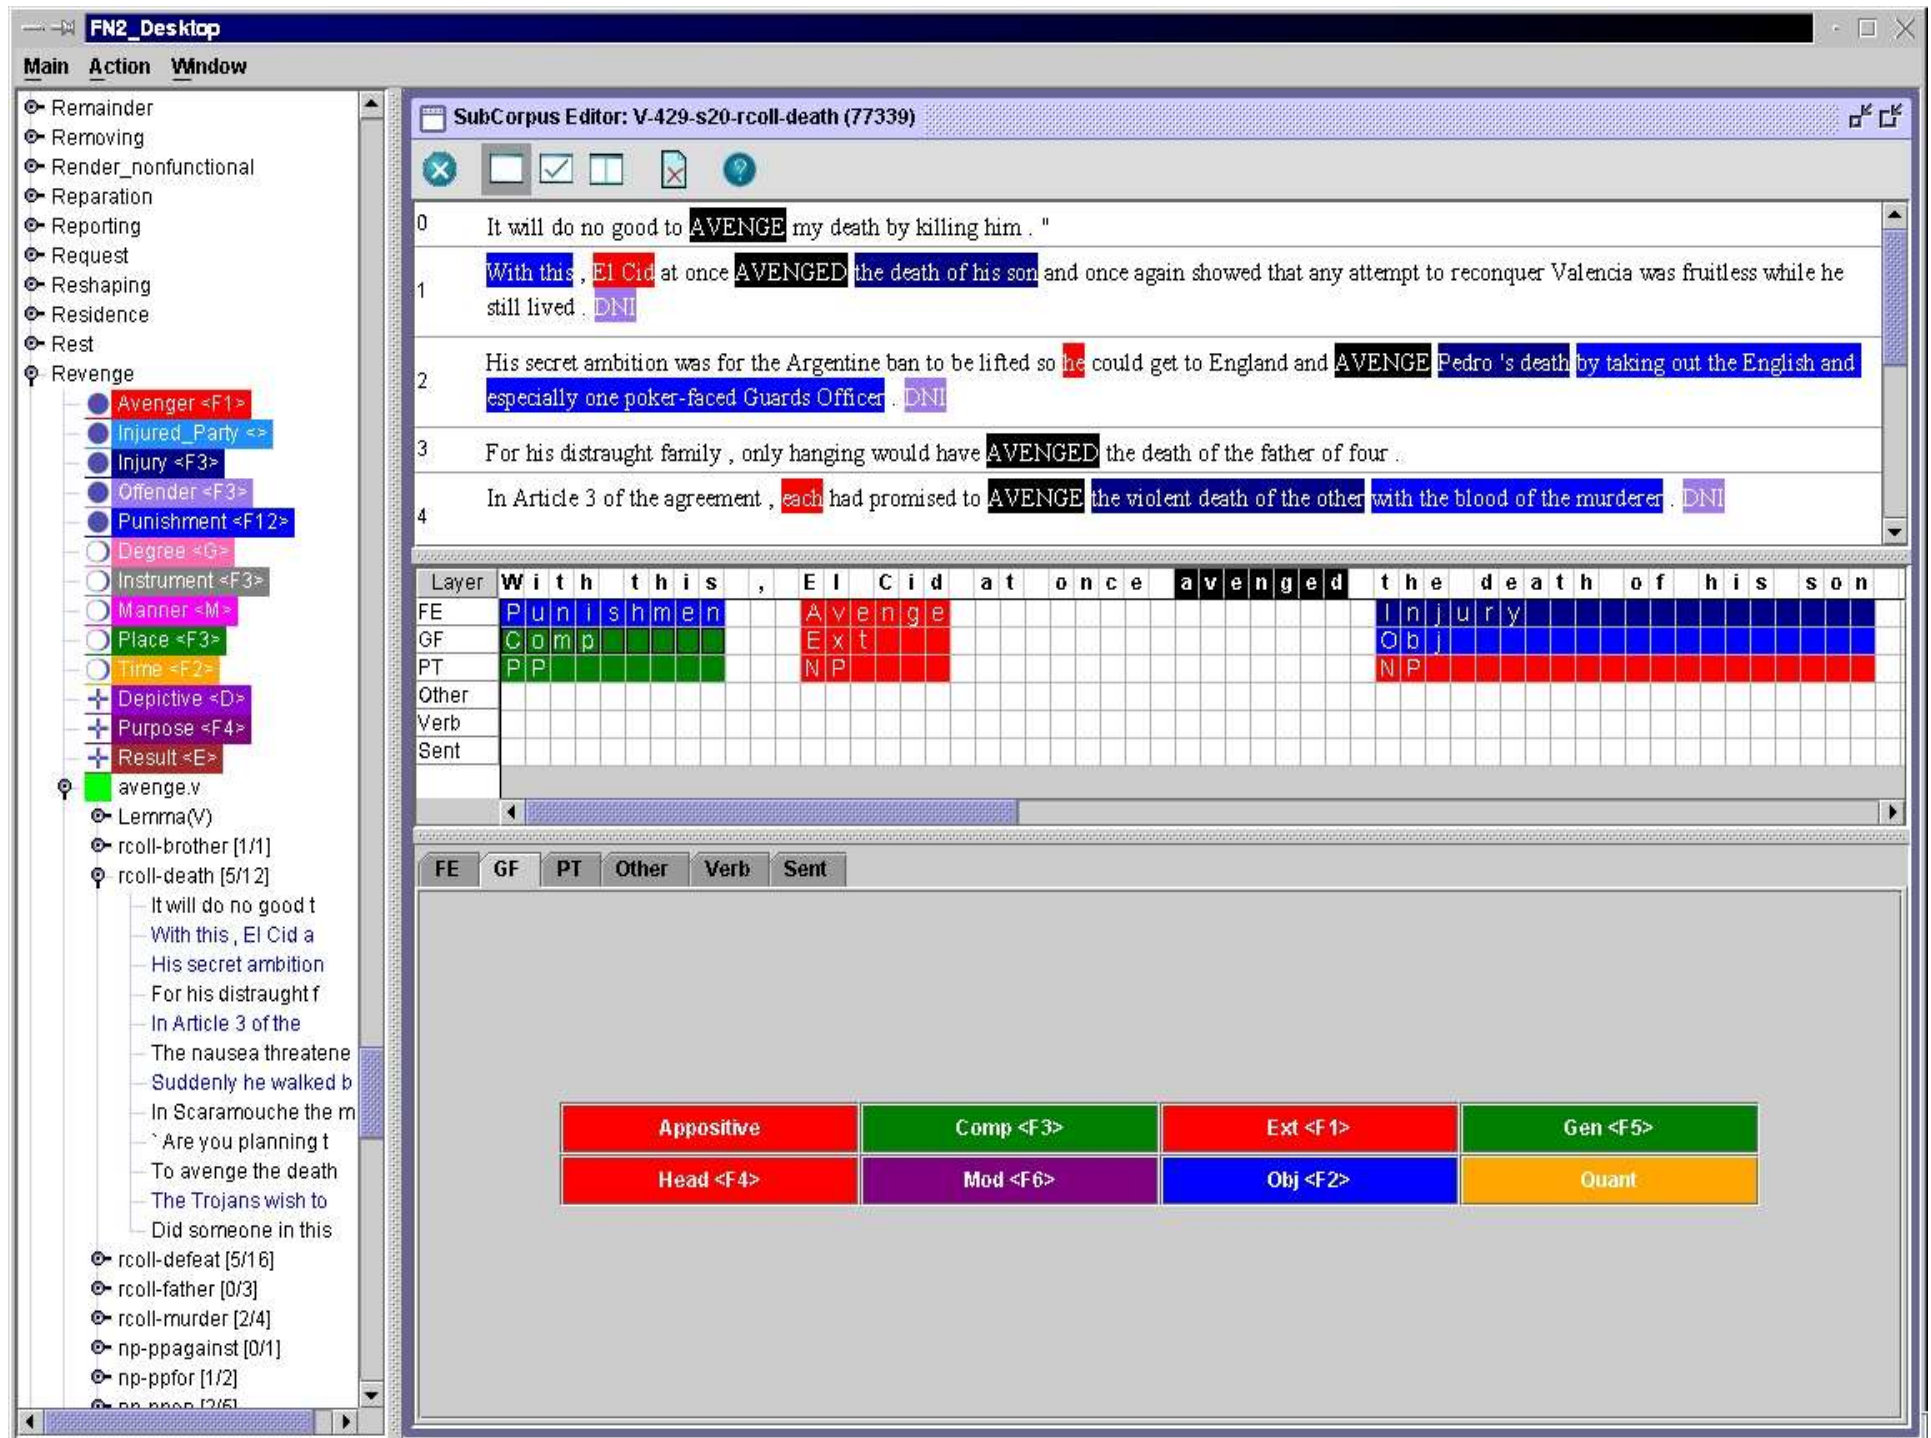 FN2_Desktop
Main Action Window
Remainder
Removing
Render_nonfunctional
Reparation
Reporting
Request
Reshaping
Residence
Rest
Revenge
Avenger <F1>
Injured_Party <>
Injury <F3>
Offender <F3>
Punishment <F12>
Degree <G>
Instrument <F3>
Manner <M>
Place <F3>
Time <F2>
Depictive <D>
Purpose <F4>
Result <E>
avenge.v
Lemma(V)
rcoll-brother [1/1]
rcoll-death [5/12]
It will do no good t
With this , El Cid a
His secret ambition
For his distraught f
In Article 3 of the
The nausea threatene
Suddenly he walked b
In Scaramouche the m
` Are you planning t
To avenge the death
The Trojans wish to
Did someone in this
rcoll-defeat [5/16]
rcoll-father [0/3]
rcoll-murder [2/4]
np-ppagainst [0/1]
np-ppfor [1/2]
SubCorpus Editor: V-429-s20-rcoll-death (77339)
0 It will do no good to AVENGE my death by killing him . "
1 With this , El Cid at once AVENGED the death of his son and once again showed that any attempt to reconquer Valencia was fruitless while he
still lived . DNI
2 His secret ambition was for the Argentine ban to be lifted so he could get to England and AVENGE Pedro 's death by taking out the English and
especially one poker-faced Guards Officer . DNI
3 For his distraught family , only hanging would have AVENGED the death of the father of four .
4 In Article 3 of the agreement , each had promised to AVENGE the violent death of the other with the blood of the murderer . DNI
Layer With this , El Cid at once avenged the death of his son
FE Punishmen Avenge Injury
GF Comp Ext Obj
PT PP NP NP
Other
Verb
Sent
FE GF PT Other Verb Sent
Appositive Comp <F3> Ext <F1> Gen <F5>
Head <F4> Mod <F6> Obj <F2> Quant